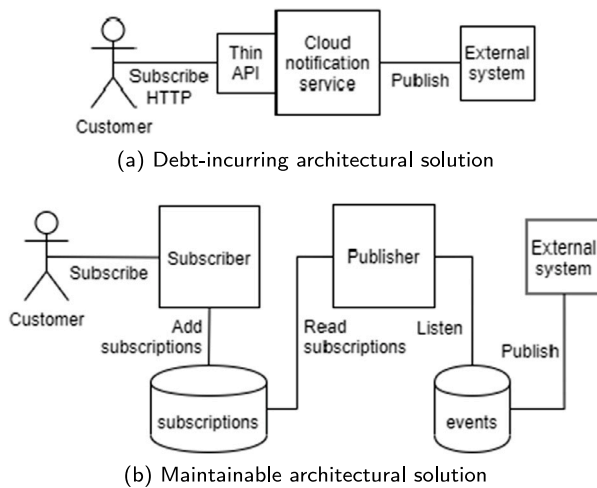 Thin
API
Cloud
notification
service
External
system
Subscribe
HTTP
Publish
Customer
(a) Debt-incurring architectural solution
Subscriber
Publisher
External
system
Subscribe
Customer
Add
subscriptions
Read
subscriptions
Listen
Publish
subscriptions
events
(b) Maintainable architectural solution